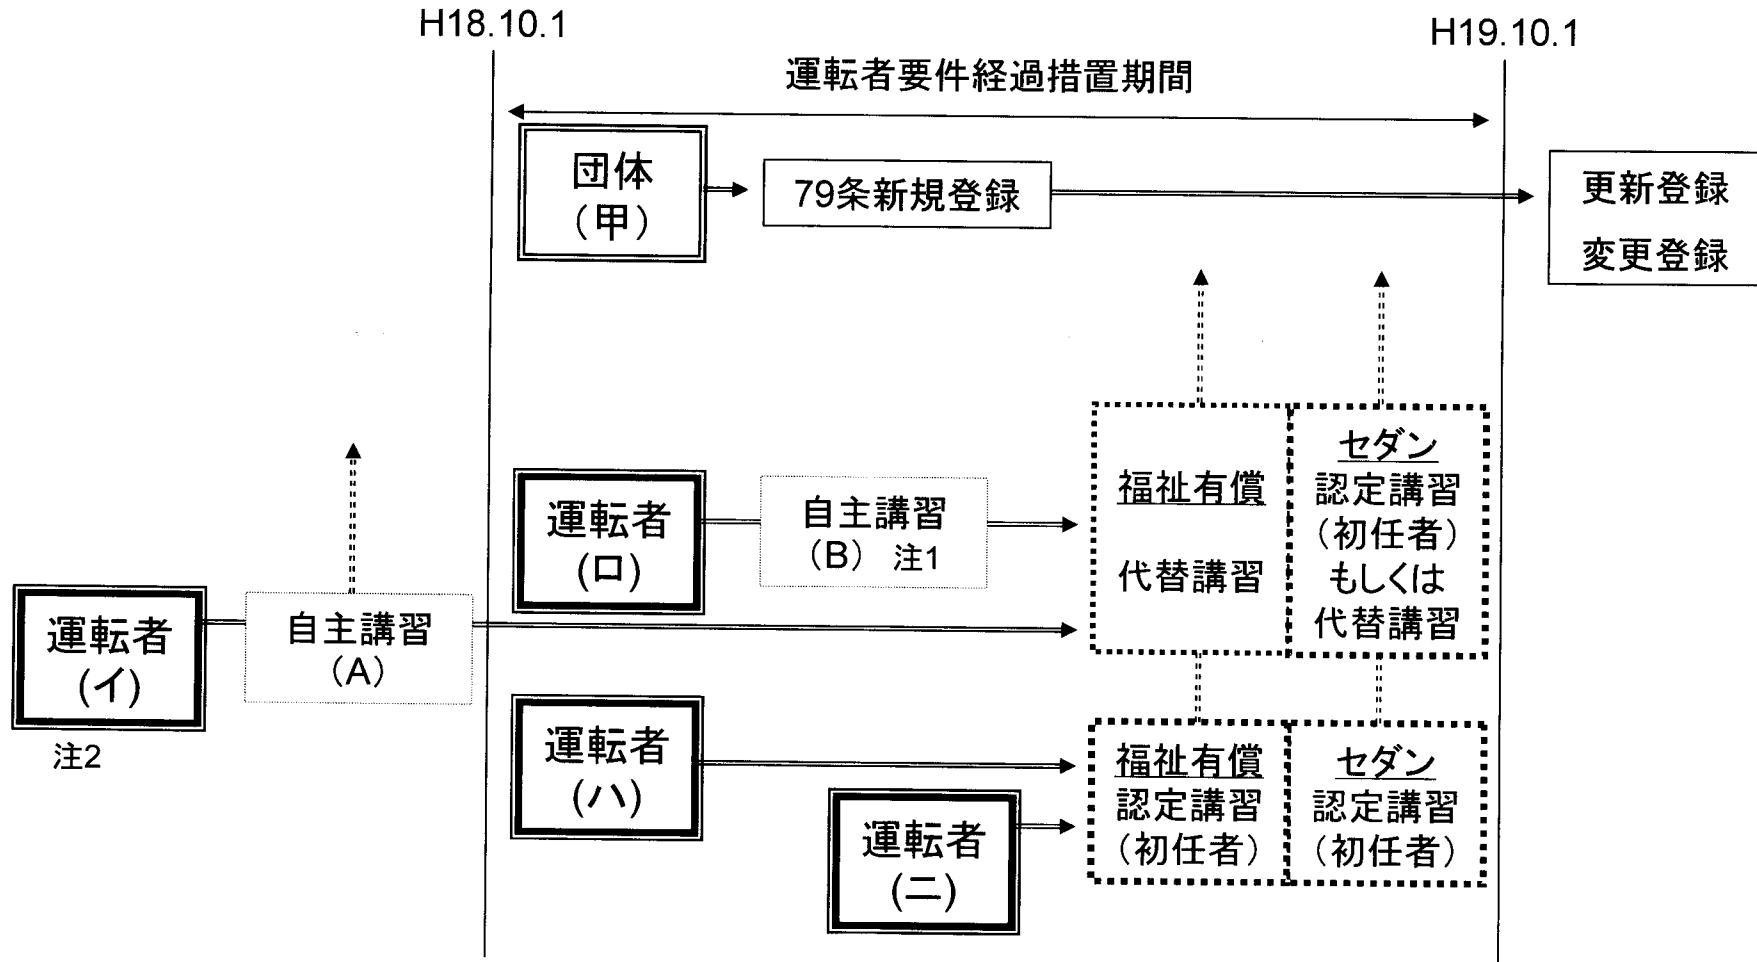 H18.10.1
H19.10.1
運転者要件経過措置期間
団体
（甲）
79条新規登録
更新登録
変更登録
運転者
(ロ)
自主講習
（B） 注1
福祉有償
代替講習
セダン
認定講習
（初任者）
もしくは
代替講習
運転者
(イ)
注2
自主講習
（A）
運転者
(ハ)
運転者
(ニ)
福祉有償
認定講習
（初任者）
セダン
認定講習
（初任者）